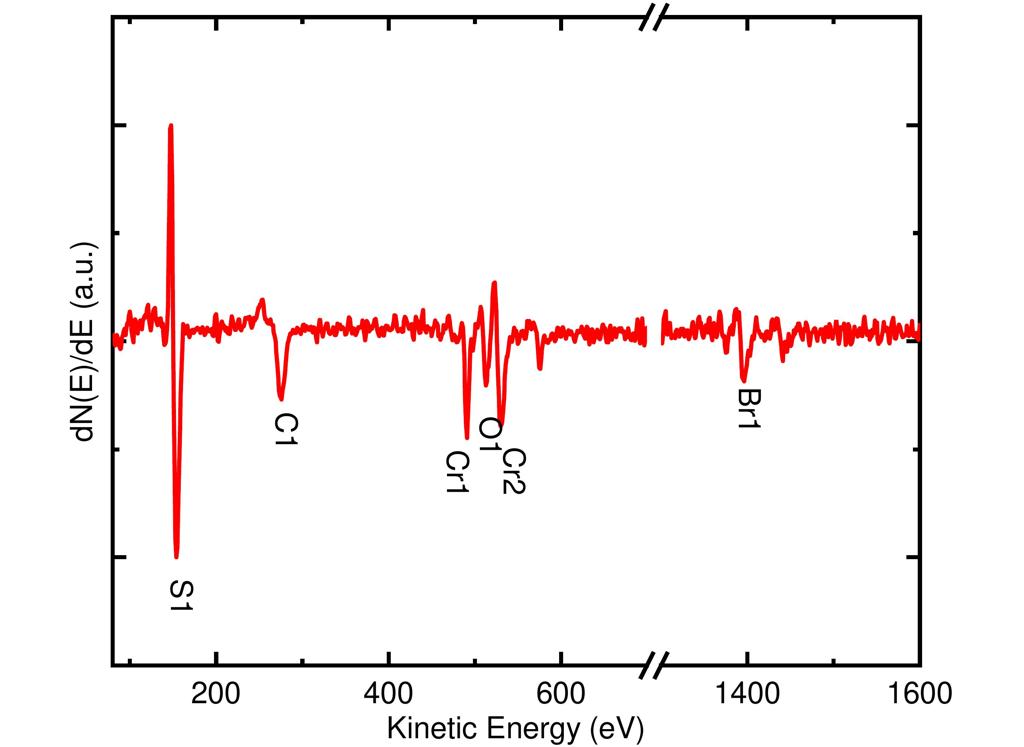 dN(E)/dE (a.u.)
S1
C1
Cr1
O1
Cr2
Br1
200
400
600
1400
1600
Kinetic Energy (eV)